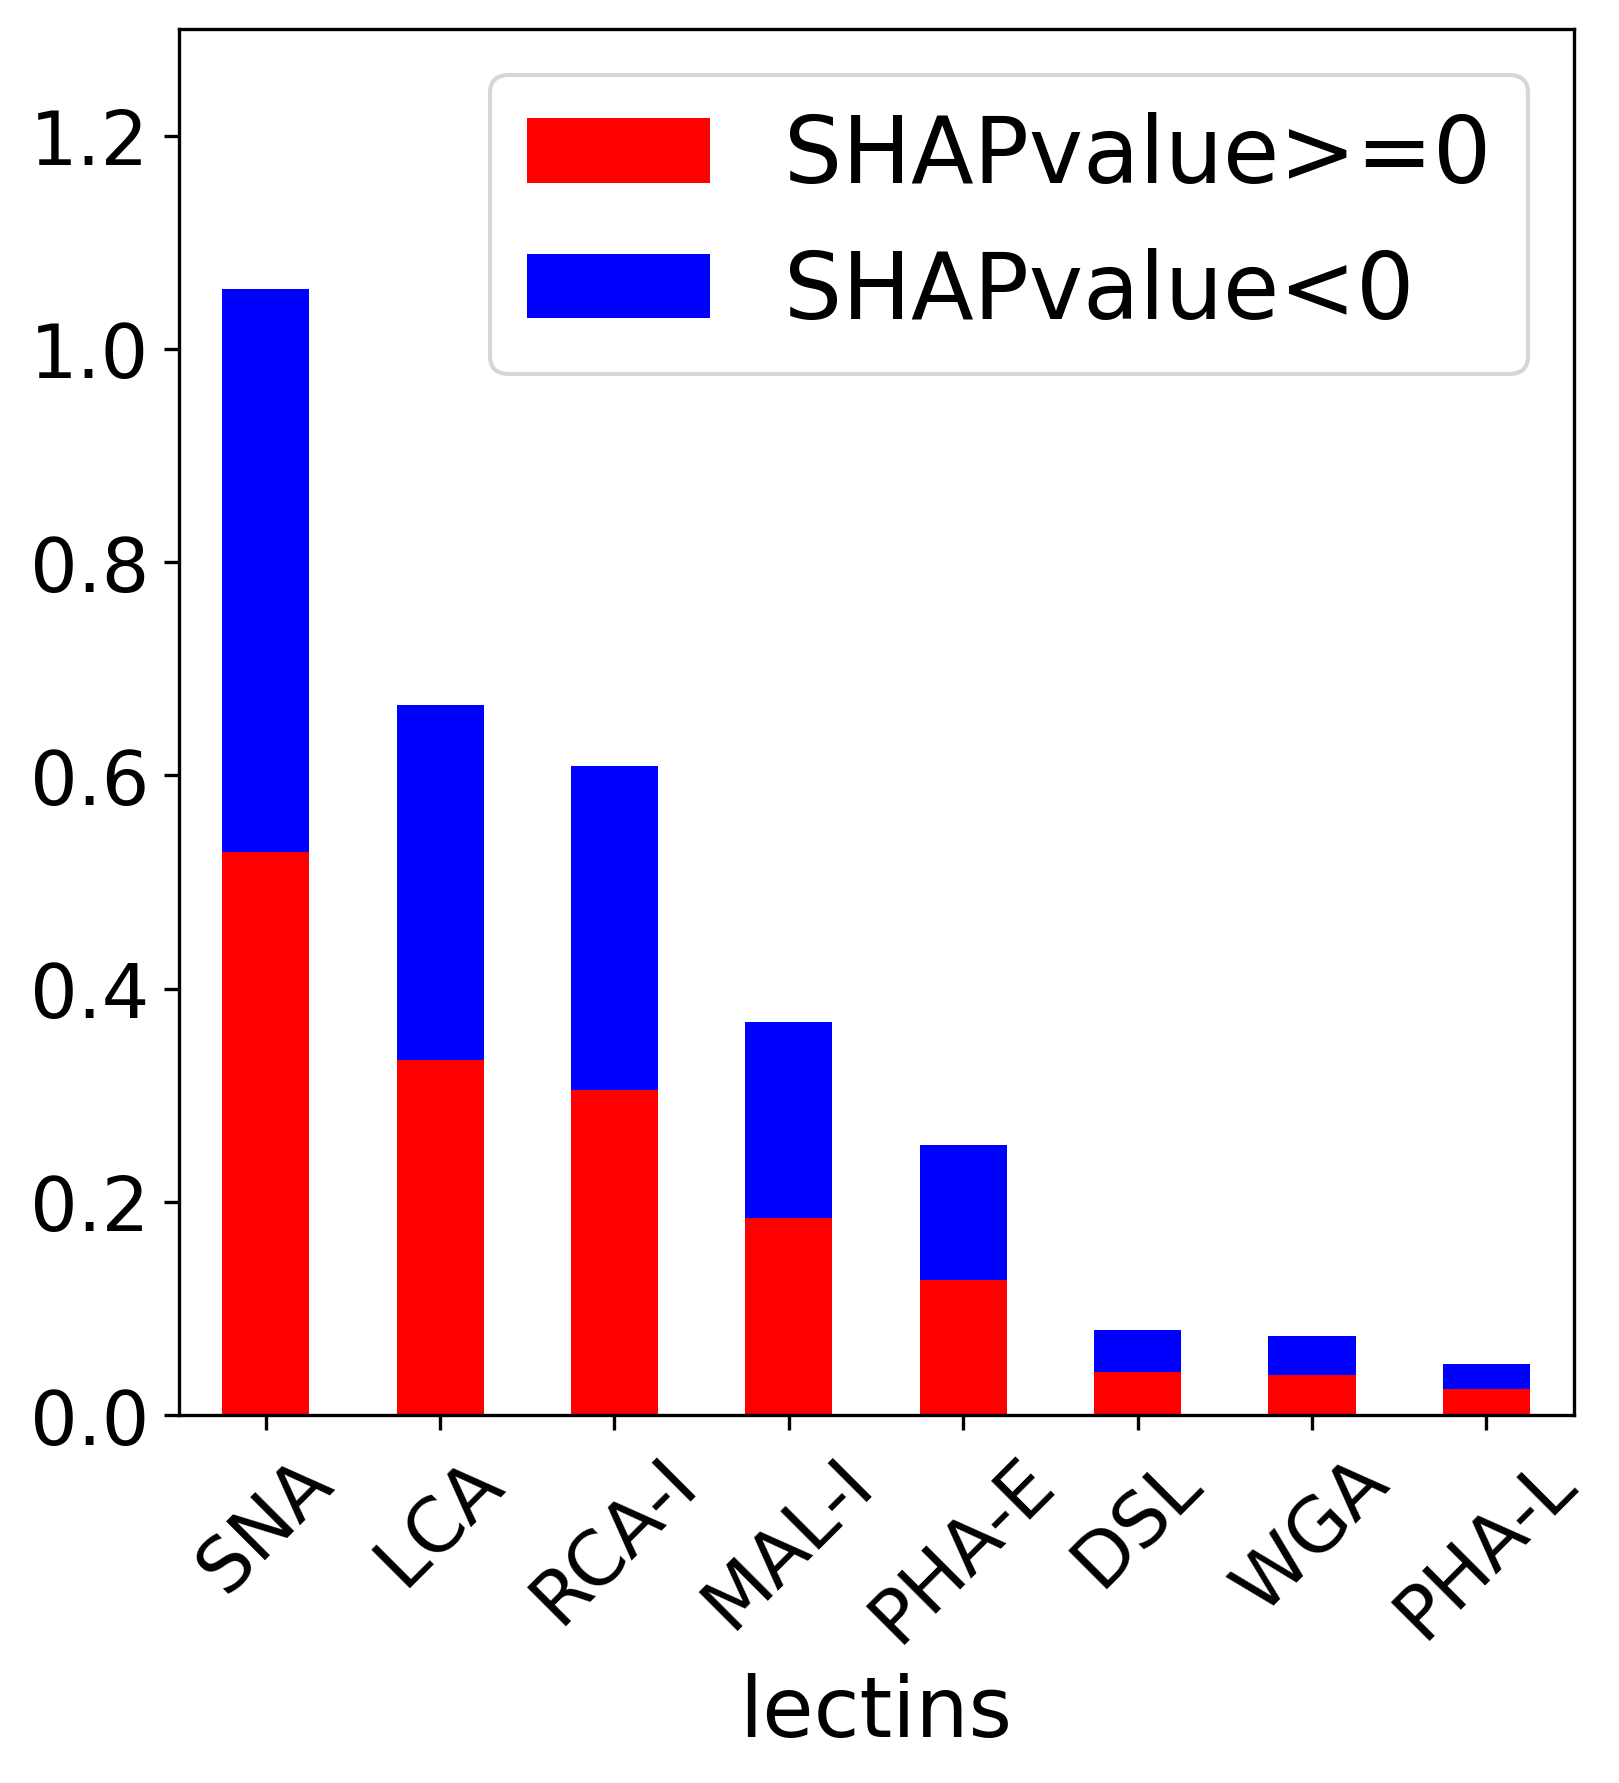 SHAPvalue>=0
SHAPvalue<0
1.2
1.0
0.8
0.6
0.4
0.2
0.0
SNA LCA RCA-I MAL-I PHA-E DSL WGA PHA-L
lectins